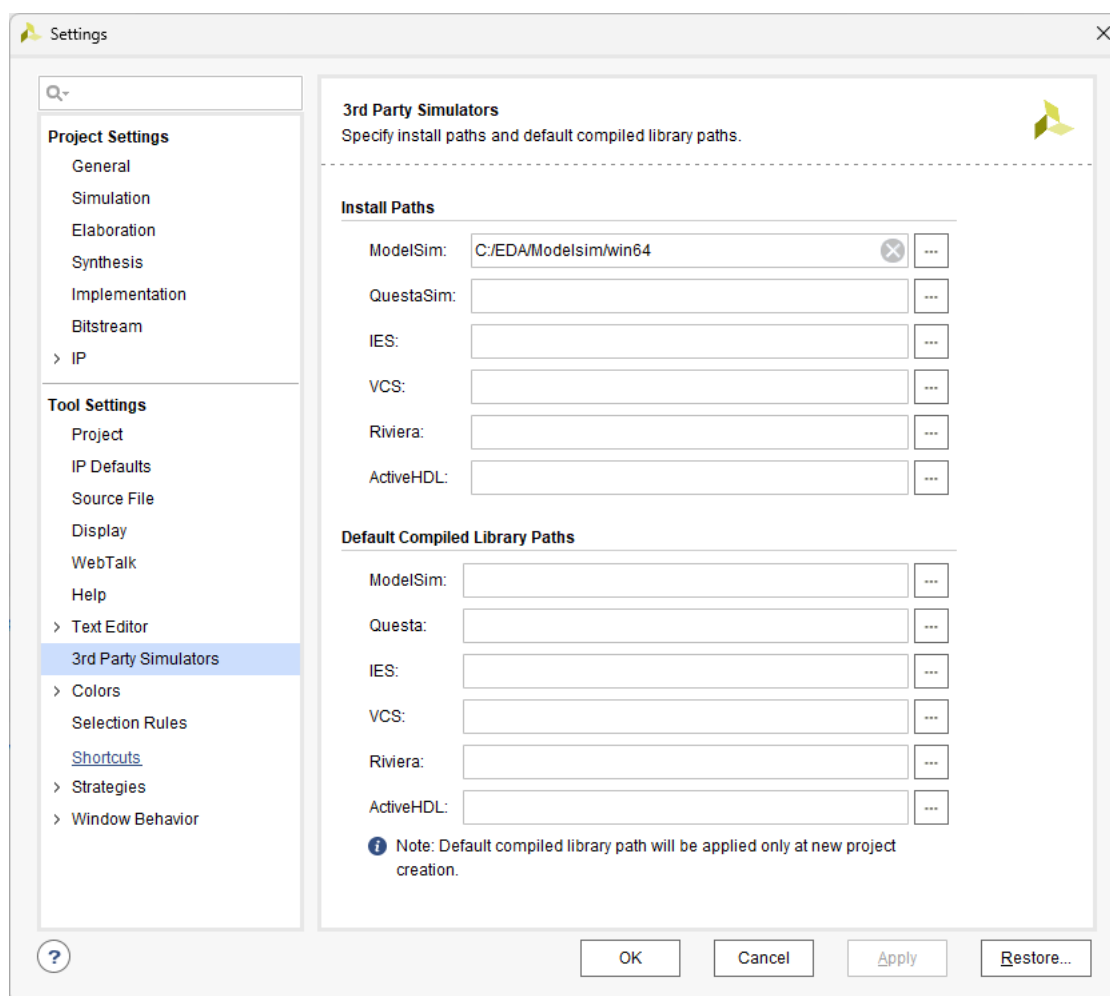 Settings
Project Settings
General
Simulation
Elaboration
Synthesis
Implementation
Bitstream
IP
Tool Settings
Project
IP Defaults
Source File
Display
WebTalk
Help
Text Editor
3rd Party Simulators
Colors
Selection Rules
Shortcuts
Strategies
Window Behavior
3rd Party Simulators
Specify install paths and default compiled library paths.
Install Paths
ModelSim: C:/EDA/Modelsim/win64 ...
QuestaSim: ...
IES: ...
VCS: ...
Riviera: ...
ActiveHDL: ...
Default Compiled Library Paths
ModelSim: ...
Questa: ...
IES: ...
VCS: ...
Riviera: ...
ActiveHDL: ...
Note: Default compiled library path will be applied only at new project
creation.
? OK Cancel Apply Restore...